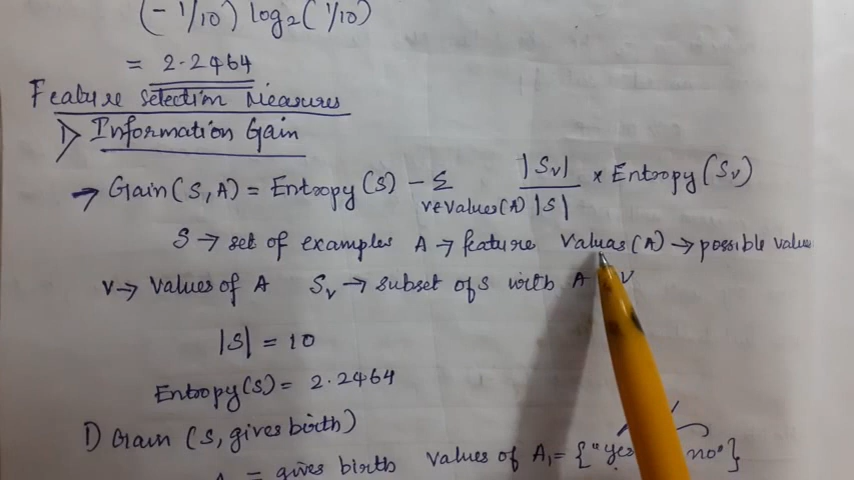 (-1/10) log2(1/10)
= 2.2464
Feature Selection Measures
1) Information Gain
→ Gain(S,A) = Entropy(S) - Σ v∈values(A) |Sv|/|S| × Entropy(Sv)
S → set of examples A → feature Values(A) → possible value
V → Values of A Sv → subset of S with A V
|S| = 10
Entropy(S) = 2.2464
1) Gain (S, gives birth)
= gives birth values of A1 = {"yes no"}